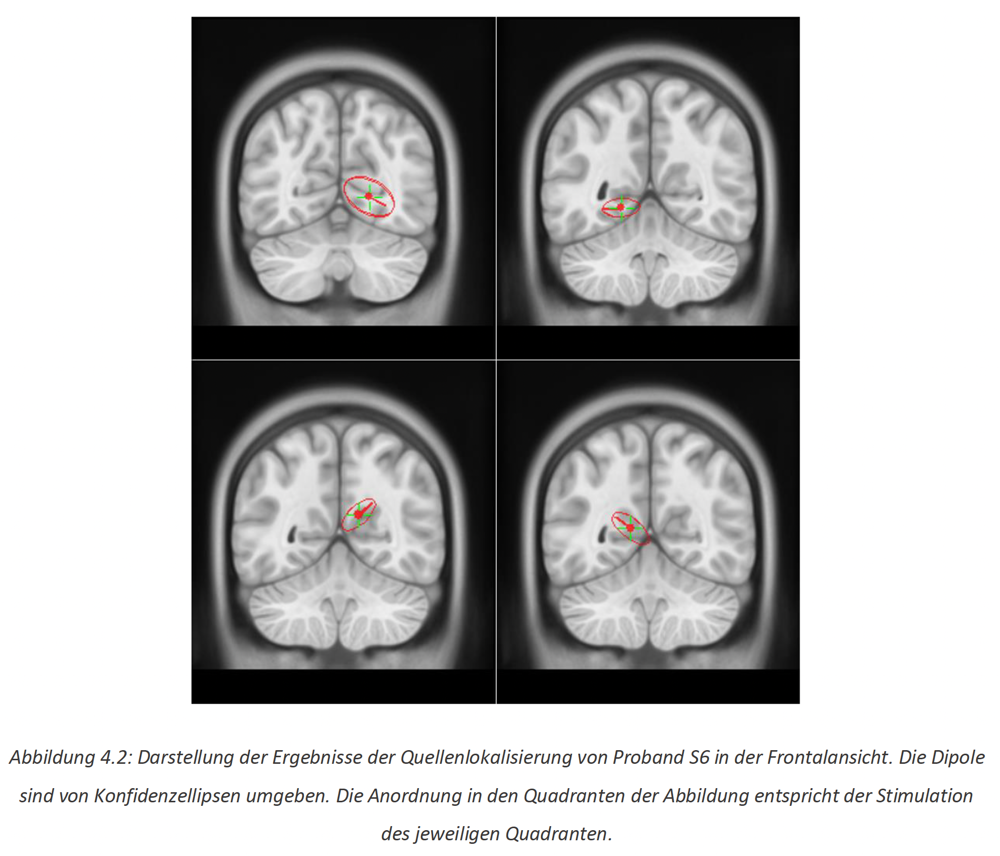 Abbildung 4.2: Darstellung der Ergebnisse der Quellenlokalisierung von Proband S6 in der Frontalansicht. Die Dipole
sind von Konfidenzellipsen umgeben. Die Anordnung in den Quadranten der Abbildung entspricht der Stimulation
des jeweiligen Quadranten.